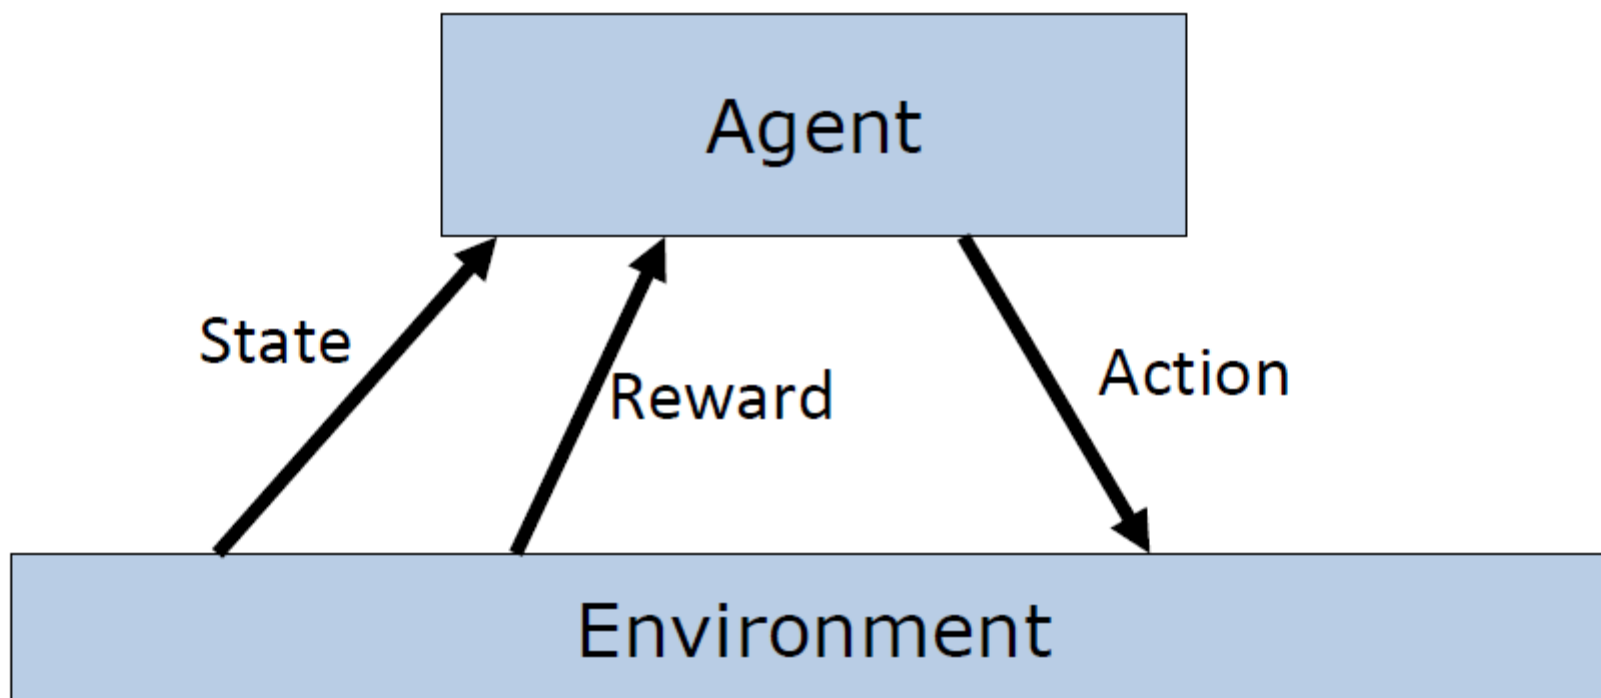 Agent
State
Reward
Action
Environment